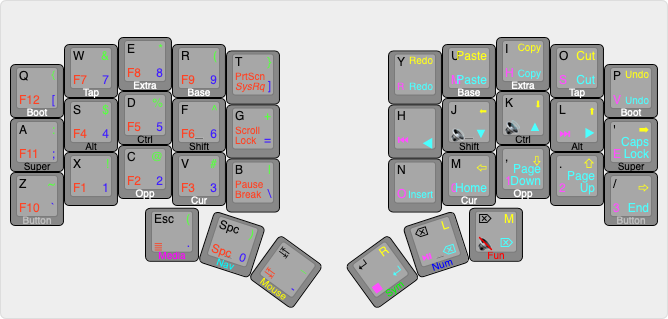 Q ( F12 [ Boot
W & F7 7 Tap
E * F8 8 Extra
R ( F9 9 Base
T ) PrtScn SysRq ]
Y Redo Redo
U Paste Paste Base
I Copy Copy Extra
O Cut S Cut Tap
P Undo Undo Boot
A : F11 ; Super
S $ F4 4 Alt
D % F5 5 Ctrl
F ^ F6 6 Shift
G + Scroll Lock =
H
J Shift
K Ctrl
L Alt
' Caps Lock Super
Z ~ F10 ` Button
X ! F1 1
C @ F2 2 Opp
V # F3 3 Cur
B | Pause Break \
N Insert
M Home Cur
, Page Down Opp
. Page Up
/ End Button
Esc ( . Media
Spc ) Spc 0 Nav
_ - Mouse
R
L Num
M Fun